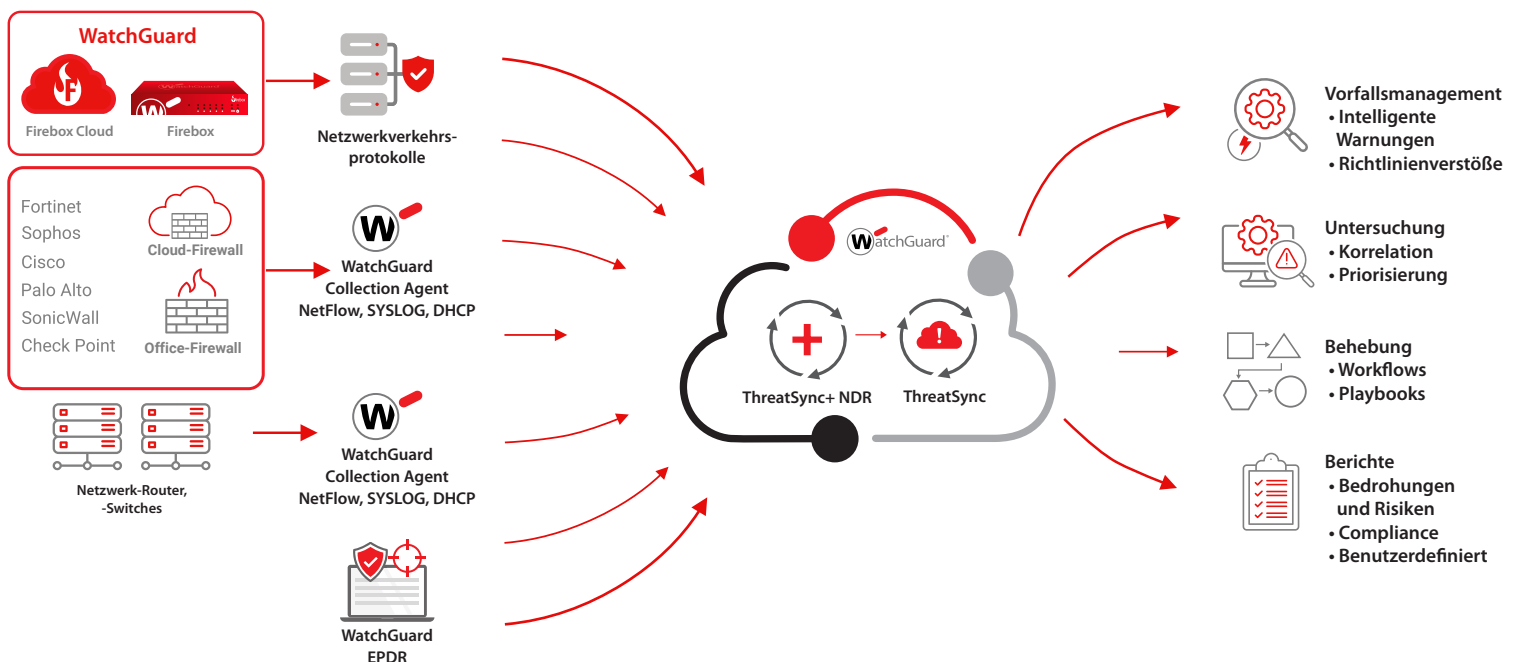 WatchGuard
Firebox Cloud
Firebox
Netzwerkverkehrs-
protokolle
Fortinet
Sophos
Cisco
Palo Alto
SonicWall
Check Point
Cloud-Firewall
Office-Firewall
WatchGuard
Collection Agent
NetFlow, SYSLOG, DHCP
Netzwerk-Router,
-Switches
WatchGuard
Collection Agent
NetFlow, SYSLOG, DHCP
WatchGuard
EPDR
WatchGuard
ThreatSync+ NDR
ThreatSync
Vorfallsmanagement
• Intelligente
Warnungen
• Richtlinienverstöße
Untersuchung
• Korrelation
• Priorisierung
Behebung
• Workflows
• Playbooks
Berichte
• Bedrohungen
und Risiken
• Compliance
• Benutzerdefiniert